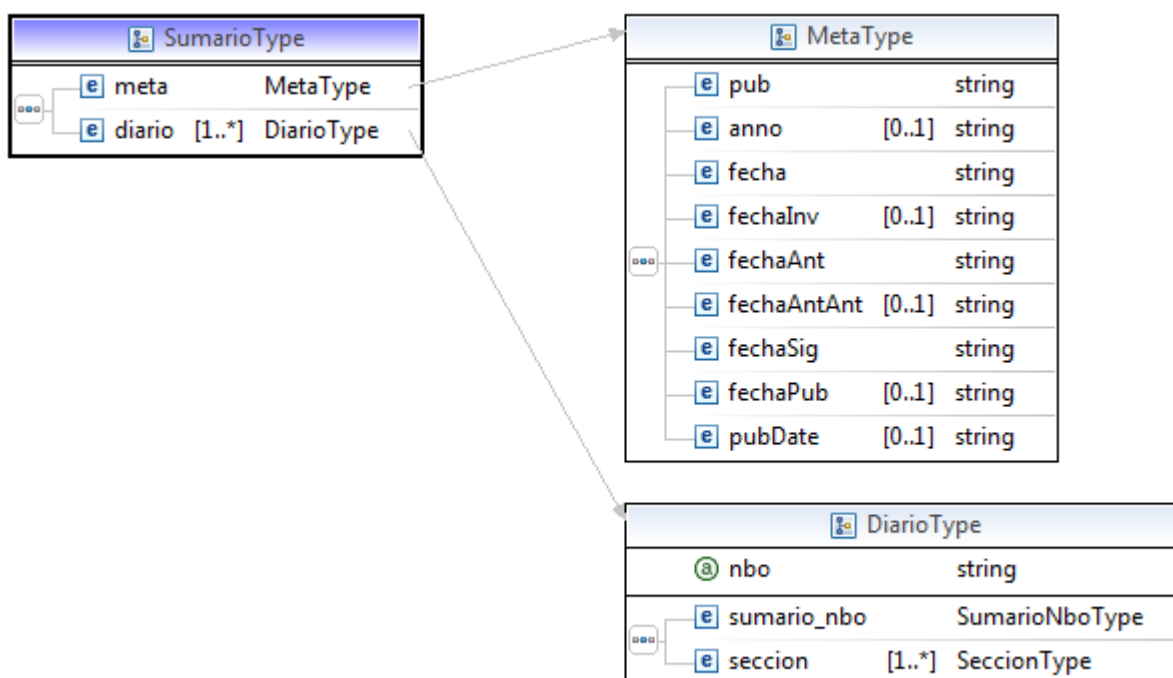 SumarioType
meta MetaType
diario [1..*] DiarioType
MetaType
pub string
anno [0..1] string
fecha string
fechaInv [0..1] string
fechaAnt string
fechaAntAnt [0..1] string
fechaSig string
fechaPub [0..1] string
pubDate [0..1] string
DiarioType
nbo string
sumario_nbo SumarioNboType
seccion [1..*] SeccionType